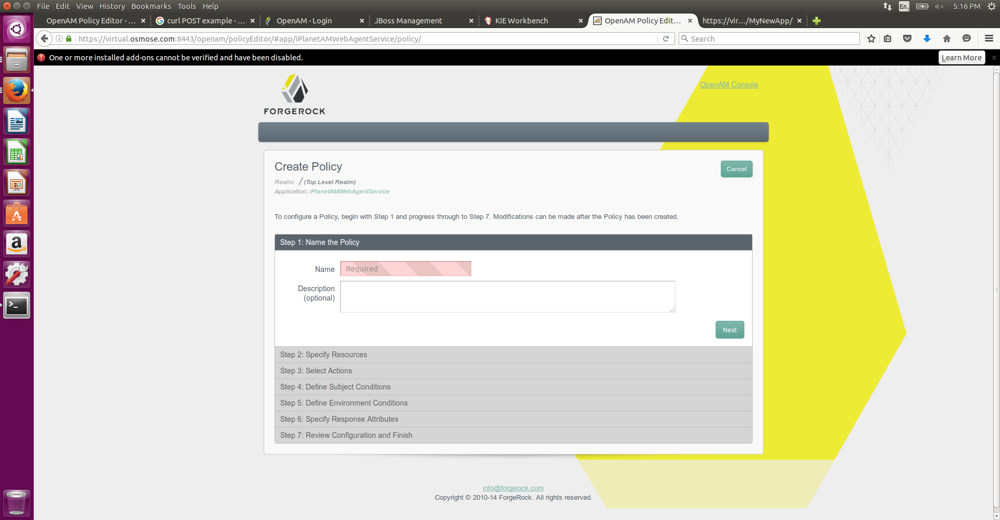 File Edit View History Bookmarks Tools Help
En1 5:16 PM
OpenAM Policy Editor - ... curl POST example - ... OpenAM - Login JBoss Management KIE Workbench OpenAM Policy Edit... https://vir.../MyNewApp/
https://virtual.osmose.com:8443/openam/policyEditor/#app/iPlanetAMWebAgentService/policy/
Search
One or more installed add-ons cannot be verified and have been disabled.
Learn More
FORGEROCK
OpenAM Console
Create Policy
Cancel
Realm: / (Top Level Realm)
Application: iPlanetAMWebAgentService
To configure a Policy, begin with Step 1 and progress through to Step 7. Modifications can be made after the Policy has been created.
Step 1: Name the Policy
Name Required
Description
(optional)
Next
Step 2: Specify Resources
Step 3: Select Actions
Step 4: Define Subject Conditions
Step 5: Define Environment Conditions
Step 6: Specify Response Attributes
Step 7: Review Configuration and Finish
info@forgerock.com
Copyright © 2010-14 ForgeRock. All rights reserved.